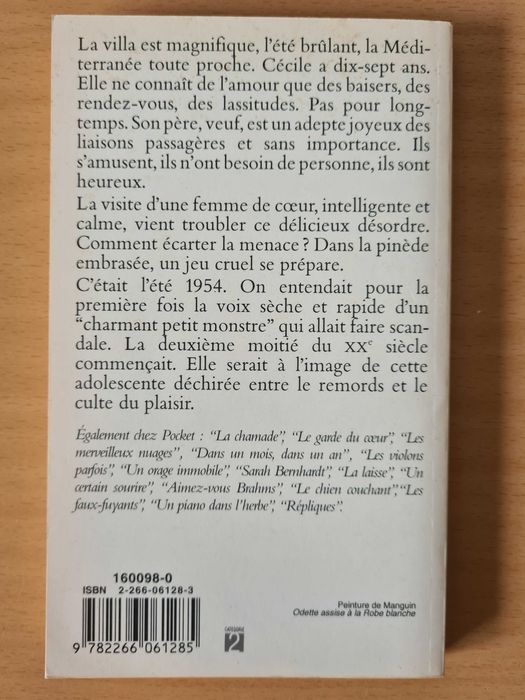 La villa est magnifique, l'été brûlant, la Médi-
terranée toute proche. Cécile a dix-sept ans.
Elle ne connaît de l'amour que des baisers, des
rendez-vous, des lassitudes. Pas pour long-
temps. Son père, veuf, est un adepte joyeux des
liaisons passagères et sans importance. Ils
s'amusent, ils n'ont besoin de personne, ils sont
heureux.
La visite d'une femme de cœur, intelligente et
calme, vient troubler ce délicieux désordre.
Comment écarter la menace ? Dans la pinède
embrasée, un jeu cruel se prépare.
C'était l'été 1954. On entendait pour la
première fois la voix sèche et rapide d'un
"charmant petit monstre" qui allait faire scan-
dale. La deuxième moitié du XXe siècle
commençait. Elle serait à l'image de cette
adolescente déchirée entre le remords et le
culte du plaisir.
Également chez Pocket : "La chamade", "Le garde du cœur", "Les
merveilleux nuages", "Dans un mois, dans un an", "Les violons
parfois", "Un orage immobile", "Sarah Bernhardt", "La laisse", "Un
certain sourire", "Aimez-vous Brahms", "Le chien couchant", "Les
faux-fuyants", "Un piano dans l'herbe", "Répliques".
160098-0
ISBN 2-266-06128-3
9 782266 061285
CATÉGORIE
2
Peinture de Manguin
Odette assise à la Robe blanche